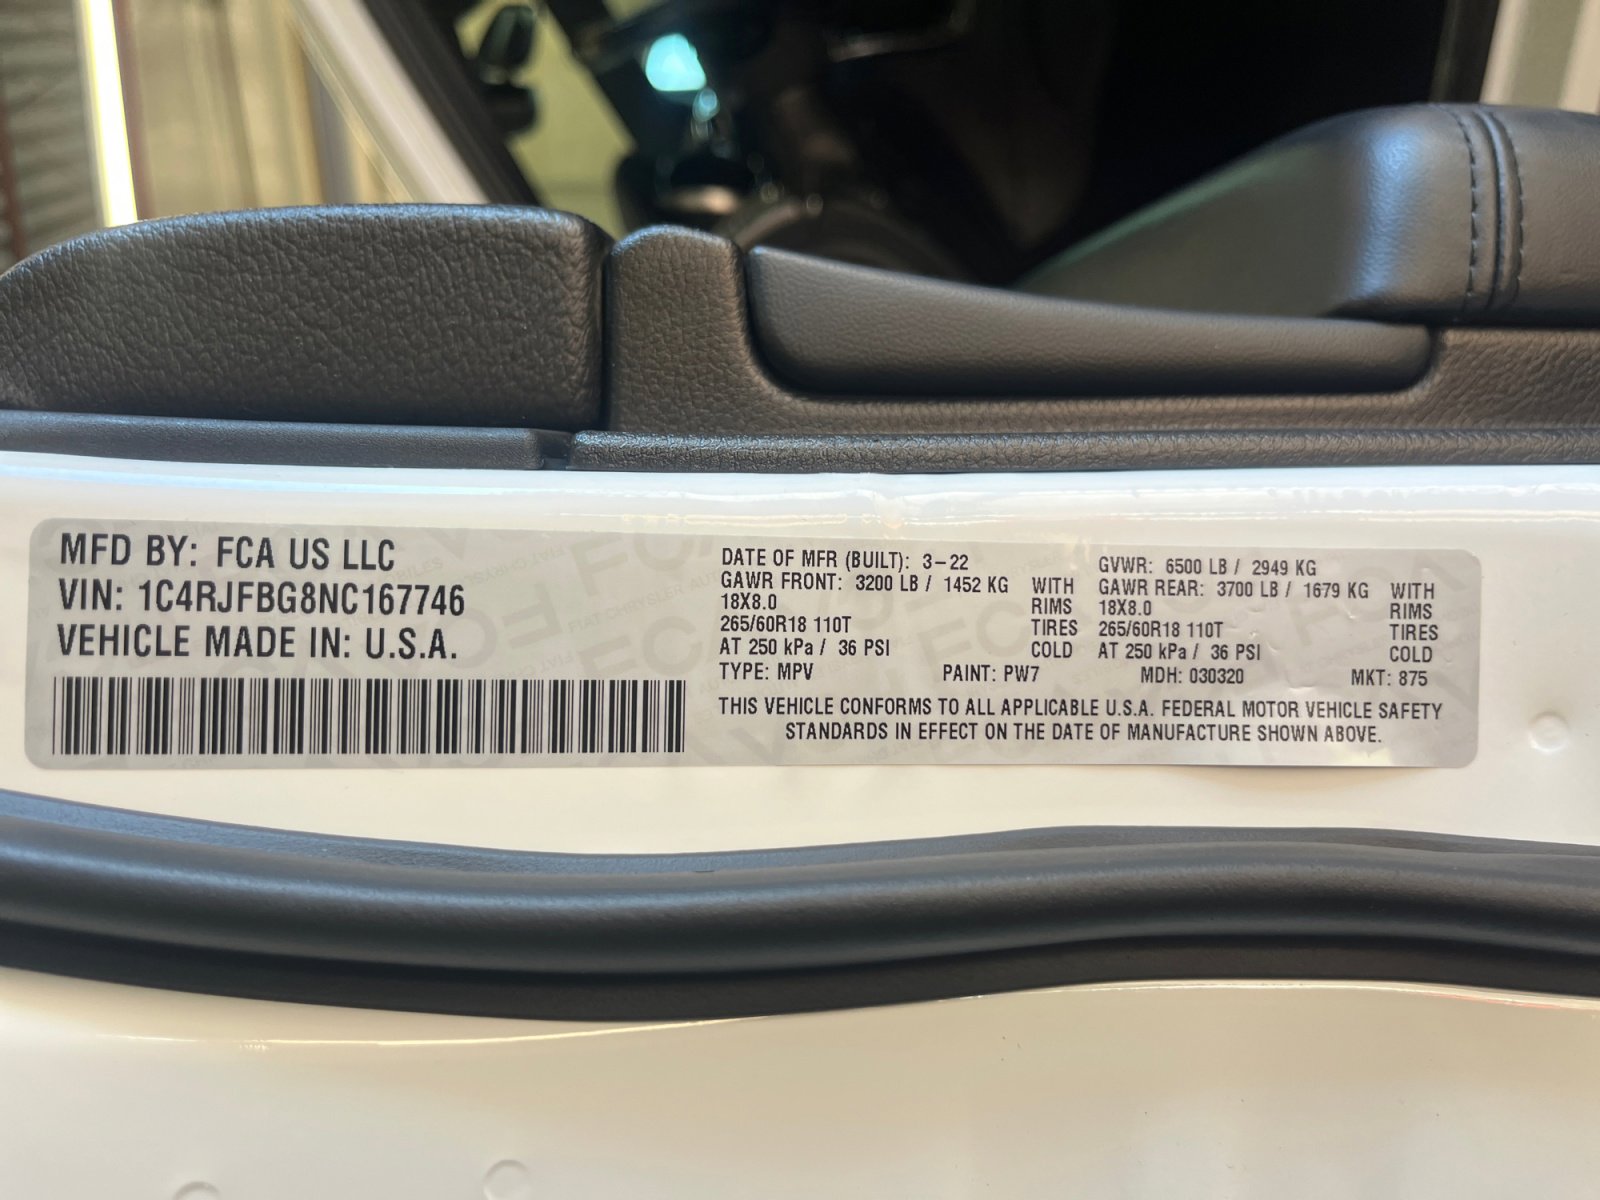 MFD BY: FCA US LLC
VIN: 1C4RJFBG8NC167746
VEHICLE MADE IN: U.S.A.
DATE OF MFR (BUILT): 3-22
GAWR FRONT: 3200 LB / 1452 KG WITH
18X8.0 RIMS
265/60R18 110T TIRES
AT 250 kPa / 36 PSI COLD
GVWR: 6500 LB / 2949 KG
GAWR REAR: 3700 LB / 1679 KG WITH
18X8.0 RIMS
265/60R18 110T TIRES
AT 250 kPa / 36 PSI COLD
TYPE: MPV PAINT: PW7 MDH: 030320 MKT: 875
THIS VEHICLE CONFORMS TO ALL APPLICABLE U.S.A. FEDERAL MOTOR VEHICLE SAFETY
STANDARDS IN EFFECT ON THE DATE OF MANUFACTURE SHOWN ABOVE.